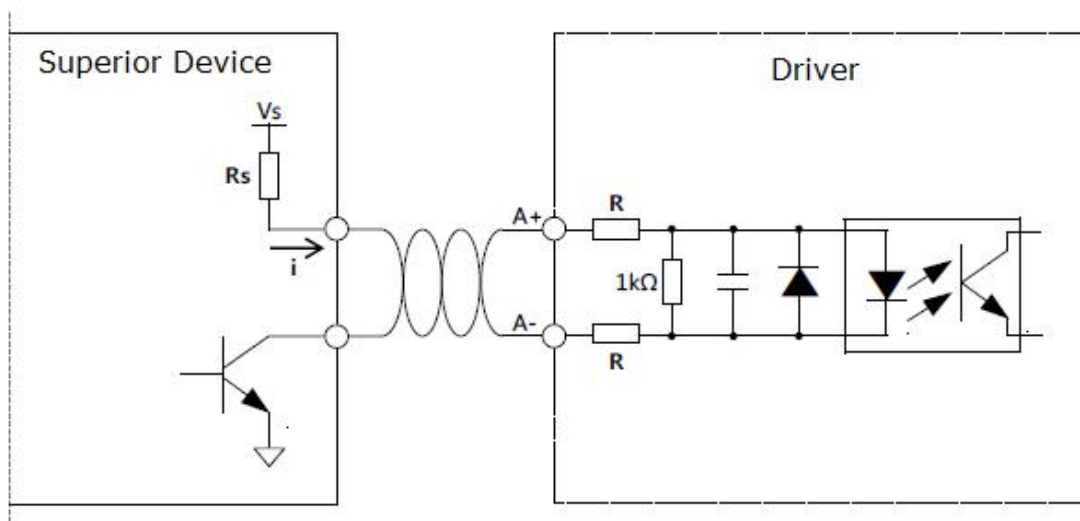 Superior Device
Driver
Vs
Rs
i
A+
R
1kΩ
A-
R